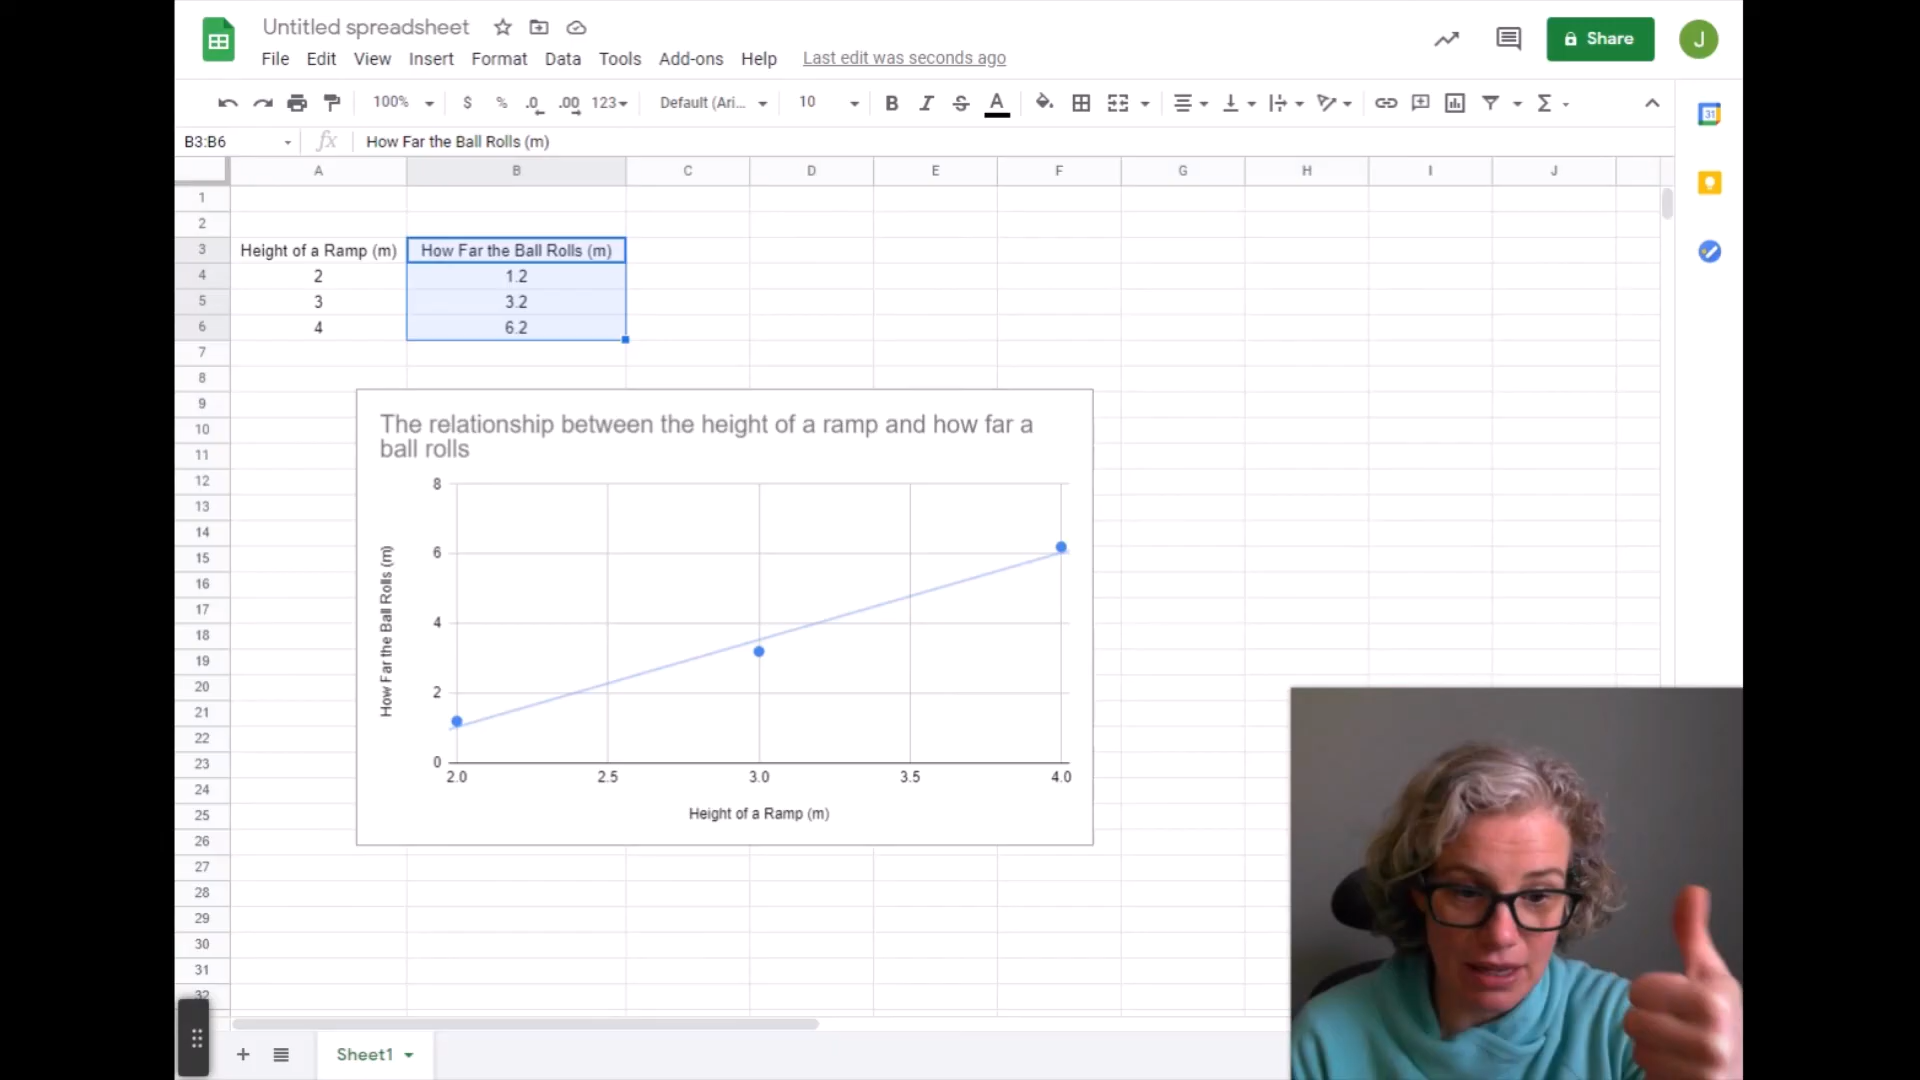 Untitled spreadsheet
File Edit View Insert Format Data Tools Add-ons Help Last edit was seconds ago
Share
J
100% $ % .0 .00 123 Default (Ari... 10 B I S A
31
B3:B6 fx How Far the Ball Rolls (m)
A B C D E F G H I J
1
2
3 Height of a Ramp (m) How Far the Ball Rolls (m)
4 2 1.2
5 3 3.2
6 4 6.2
7
8
9
10
11
12
13
14
15
16
17
18
19
20
21
22
23
24
25
26
27
28
29
30
31
32
The relationship between the height of a ramp and how far a
ball rolls
8
6
4
2
0
How Far the Ball Rolls (m)
2.0 2.5 3.0 3.5 4.0
Height of a Ramp (m)
+ Sheet1